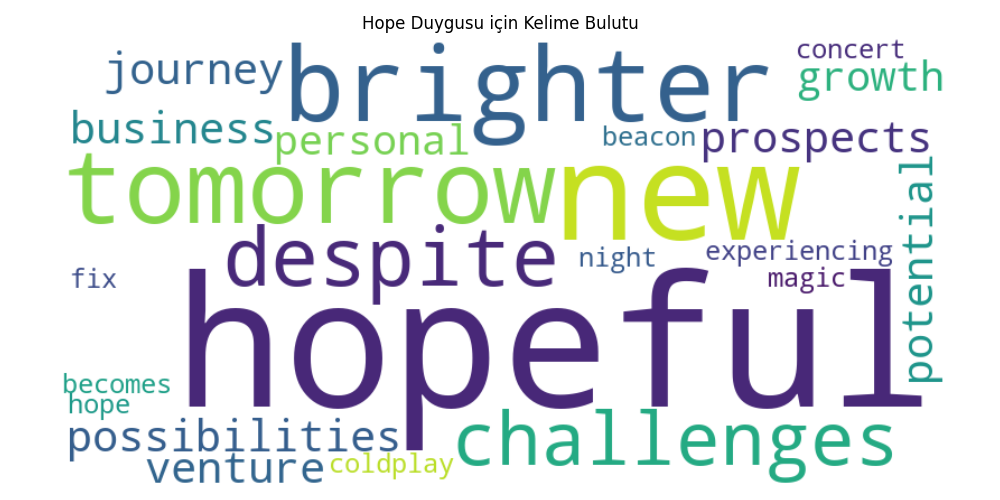 Hope Duygusu için Kelime Bulutu
journey
brighter
concert
growth
business
personal
beacon
prospects
tomorrow
new
potential
despite
night
experiencing
fix
magic
hopeful
becomes
hope
possibilities
challenges
venture
coldplay